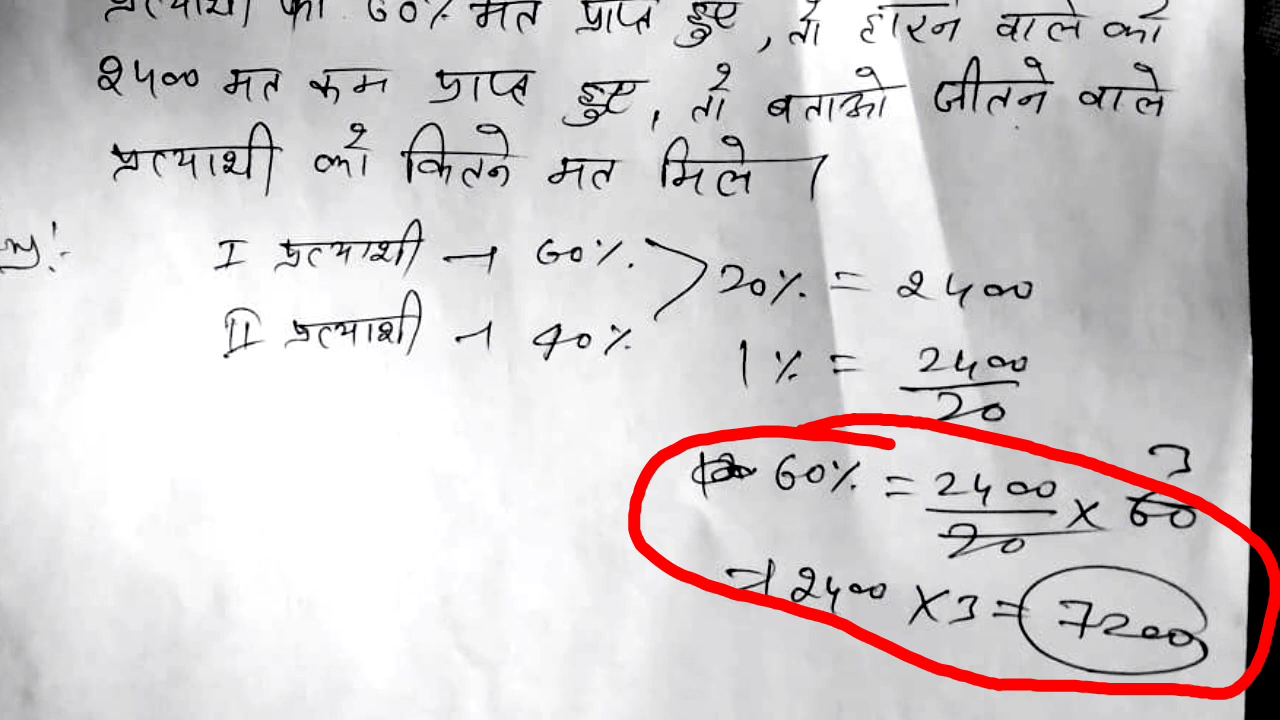 प्रत्याशी को 60% मत प्राप्त हुए, तो हारने वाले को
2400 मत कम प्राप्त हुए, तो बताओ जीतने वाले
प्रत्याशी को कितने मत मिले।
I प्रत्याशी → 60%
II प्रत्याशी → 40%
20% = 2400
1% = 2400/20
60% = 2400/20 × 60 3
→ 2400 × 3 = 7200